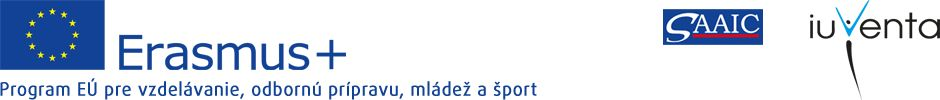 Erasmus+
Program EÚ pre vzdelávanie, odbornú prípravu, mládež a šport
SAAIC
iuventa